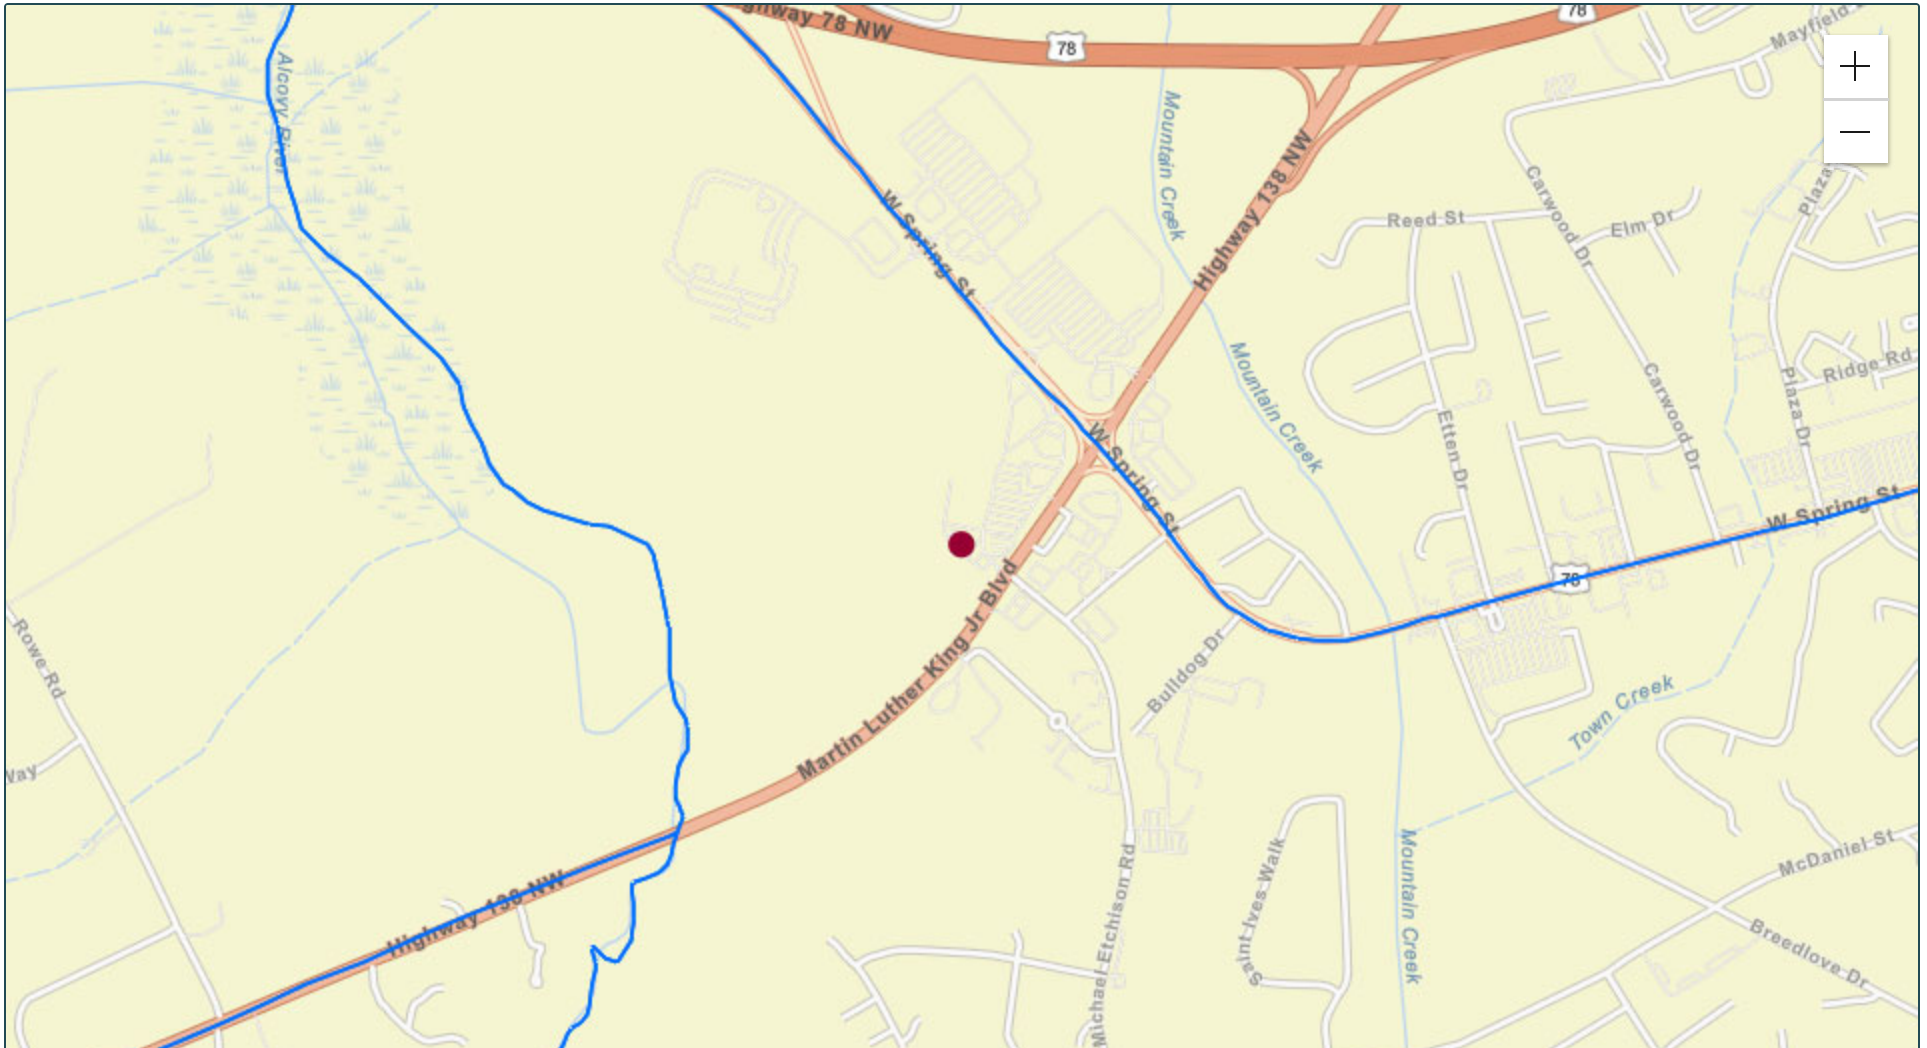 Highway 78 NW
78
78
Mayfield
+
−
Alcovy River
Mountain Creek
Highway 138 NW
W Spring St
Carwood Dr
Reed St
Elm Dr
Plaza
Mountain Creek
Ridge Rd
Plaza Dr
Carwood Dr
Etten Dr
W Spring St
W Spring St
78
Martin Luther King Jr Blvd
Rowe Rd
Bulldog Dr
Town Creek
Way
Highway 138 NW
Michael Etchison Rd
Saint Ives Walk
Mountain Creek
McDaniel St
Breedlove Dr